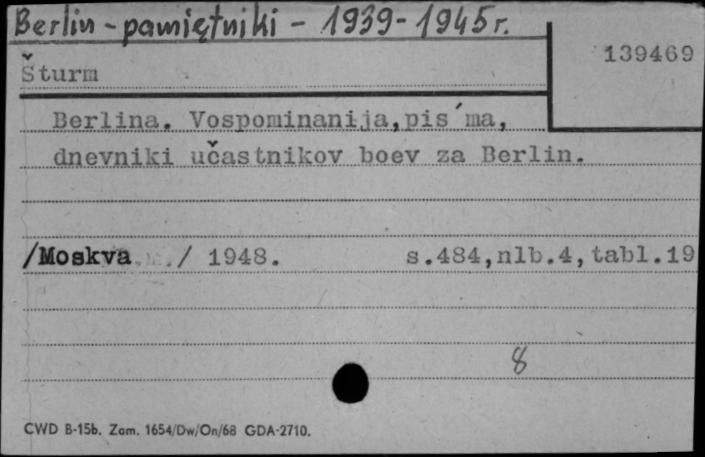 Berlin - pamiętniki - 1939-1945r.
139469
Šturm
Berlina. Vospominanija,pis´ma,
dnevniki učastnikov boev za Berlin.
/Moskva / 1948. s.484,nlb.4,tabl.19
8
CWD B-15b. Zam. 1654/Dw/On/68 GDA-2710.